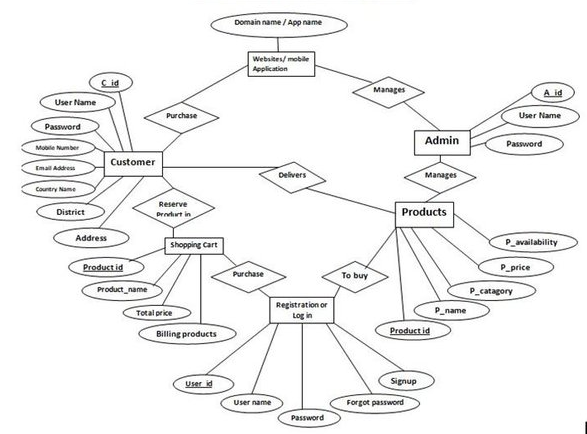 Domain name / App name
Websites/ mobile
Application
Manages
C_id
User Name
Purchase
A_id
User Name
Password
Password
Admin
Mobile Number
Customer
Email Address
Delivers
Manages
Country Name
Reserve
Product in
Products
District
Address
Shopping Cart
P_availability
Product id
Purchase
To buy
P_price
Product_name
P_catagory
Total price
Registration or
Log in
P_name
Billing products
Product id
User_id
Signup
User name
Forgot password
Password